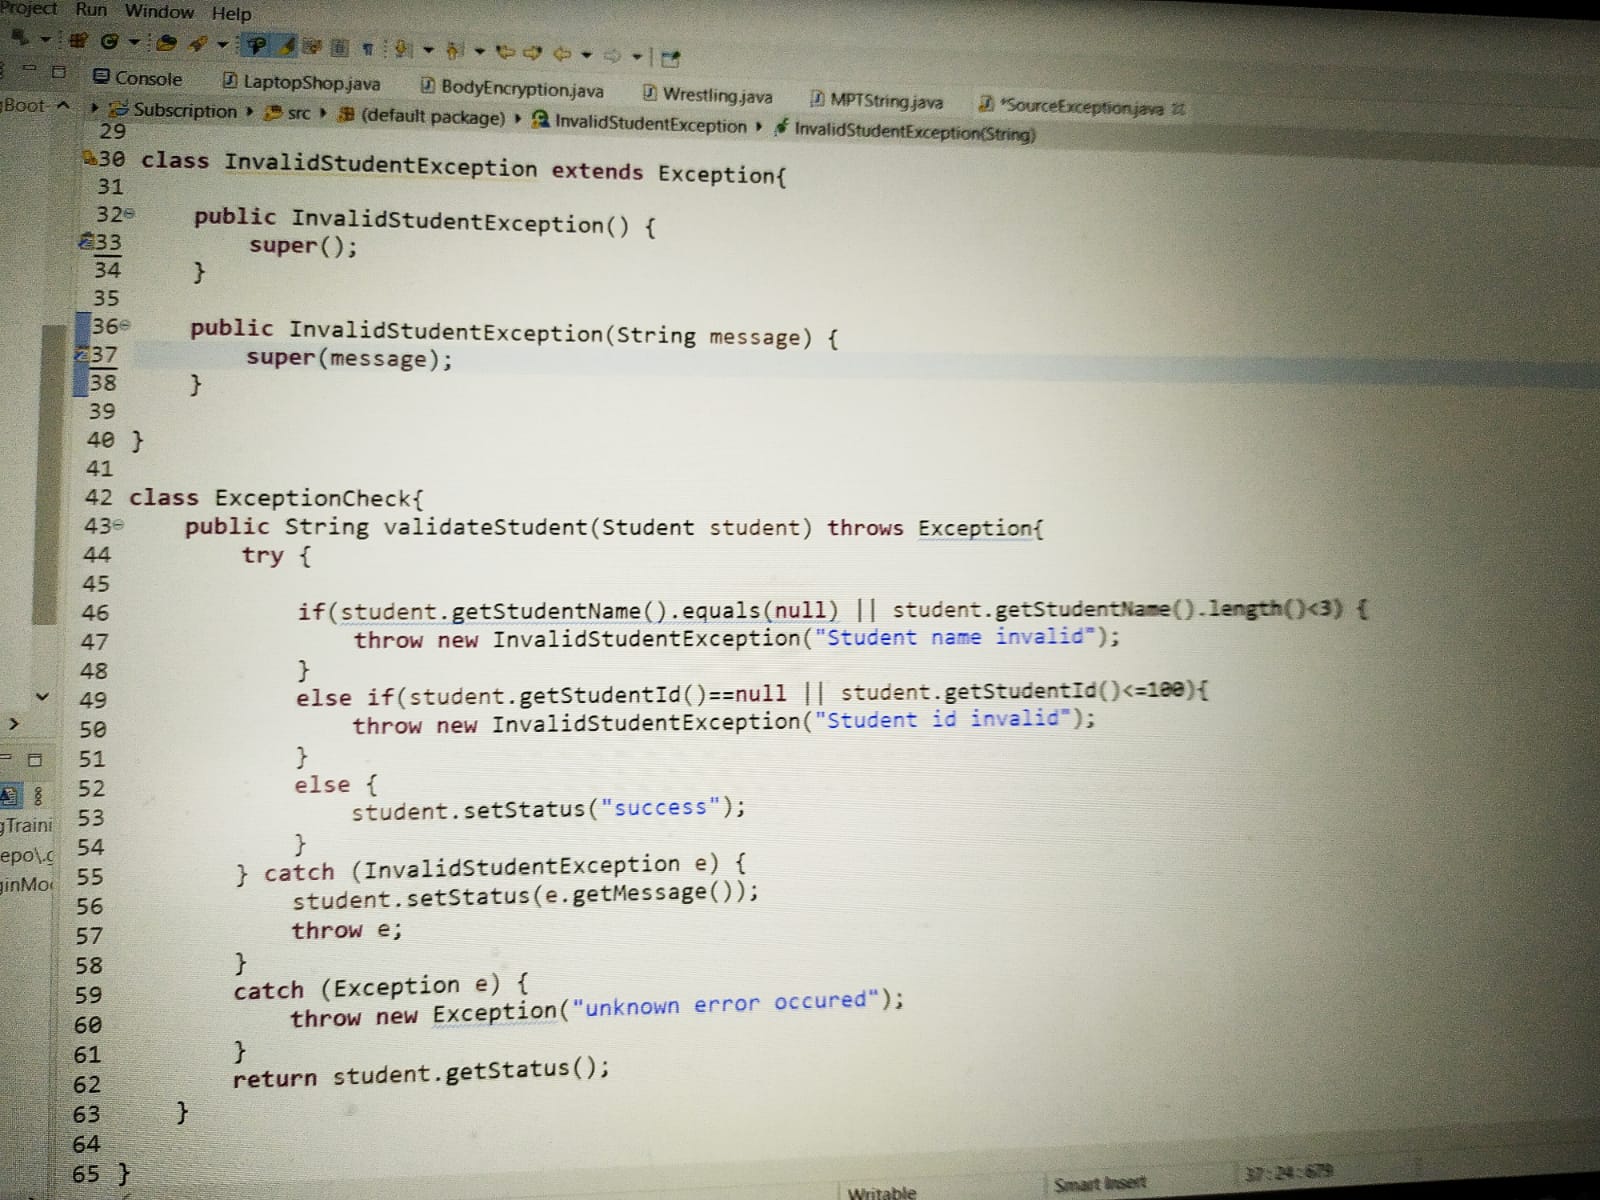 Project Run Window Help
Console LaptopShop.java BodyEncryption.java Wrestling.java MPTString.java *SourceException.java
Boot Subscription src (default package) InvalidStudentException InvalidStudentException(String)
29
30 class InvalidStudentException extends Exception{
31
32 public InvalidStudentException() {
33 super();
34 }
35
36 public InvalidStudentException(String message) {
37 super(message);
38 }
39
40 }
41
42 class ExceptionCheck{
43 public String validateStudent(Student student) throws Exception{
44 try {
45
46 if(student.getStudentName().equals(null) || student.getStudentName().length()<3) {
47 throw new InvalidStudentException("Student name invalid");
48 }
49 else if(student.getStudentId()==null || student.getStudentId()<=100){
50 throw new InvalidStudentException("Student id invalid");
51 }
52 else {
53 student.setStatus("success");
54 }
55 } catch (InvalidStudentException e) {
56 student.setStatus(e.getMessage());
57 throw e;
58 }
59 catch (Exception e) {
60 throw new Exception("unknown error occured");
61 }
62 return student.getStatus();
63 }
64
65 }
gTraini
epo\.g
ginMo
Writable Smart Insert 37:24:679